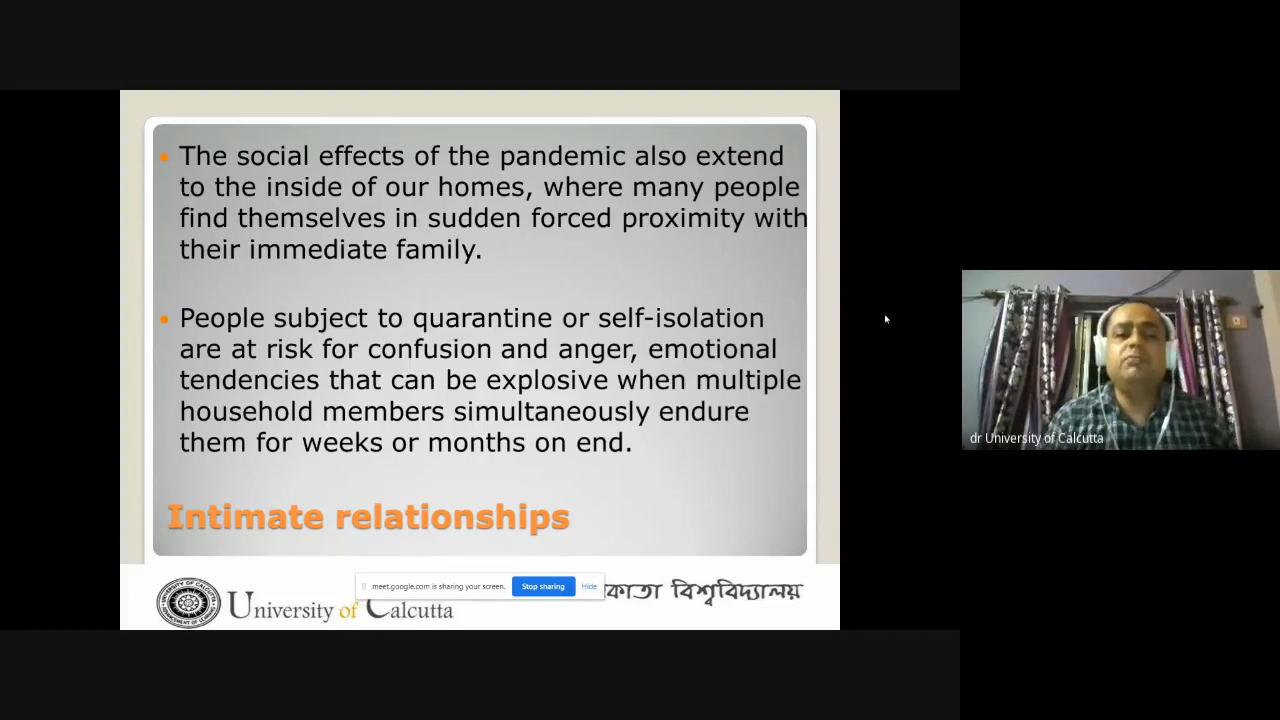 The social effects of the pandemic also extend
to the inside of our homes, where many people
find themselves in sudden forced proximity with
their immediate family.
People subject to quarantine or self-isolation
are at risk for confusion and anger, emotional
tendencies that can be explosive when multiple
household members simultaneously endure
them for weeks or months on end.
Intimate relationships
meet.google.com is sharing your screen.
Stop sharing
Hide
University of Calcutta
বিশ্ববিদ্যালয়
dr University of Calcutta